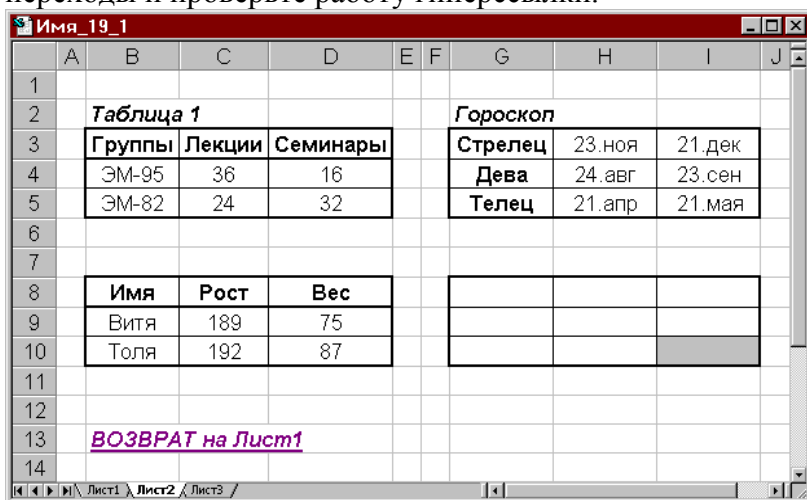 переходы и проверьте работу гиперссылки.
Имя_19_1
A B C D E F G H I J
1
2 Таблица 1 Гороскоп
3 Группы Лекции Семинары Стрелец 23.ноя 21.дек
4 ЭМ-95 36 16 Дева 24.авг 23.сен
5 ЭМ-82 24 32 Телец 21.апр 21.мая
6
7
8 Имя Рост Вес
9 Витя 189 75
10 Толя 192 87
11
12
13 ВОЗВРАТ на Лист1
14
Лист1 Лист2 Лист3